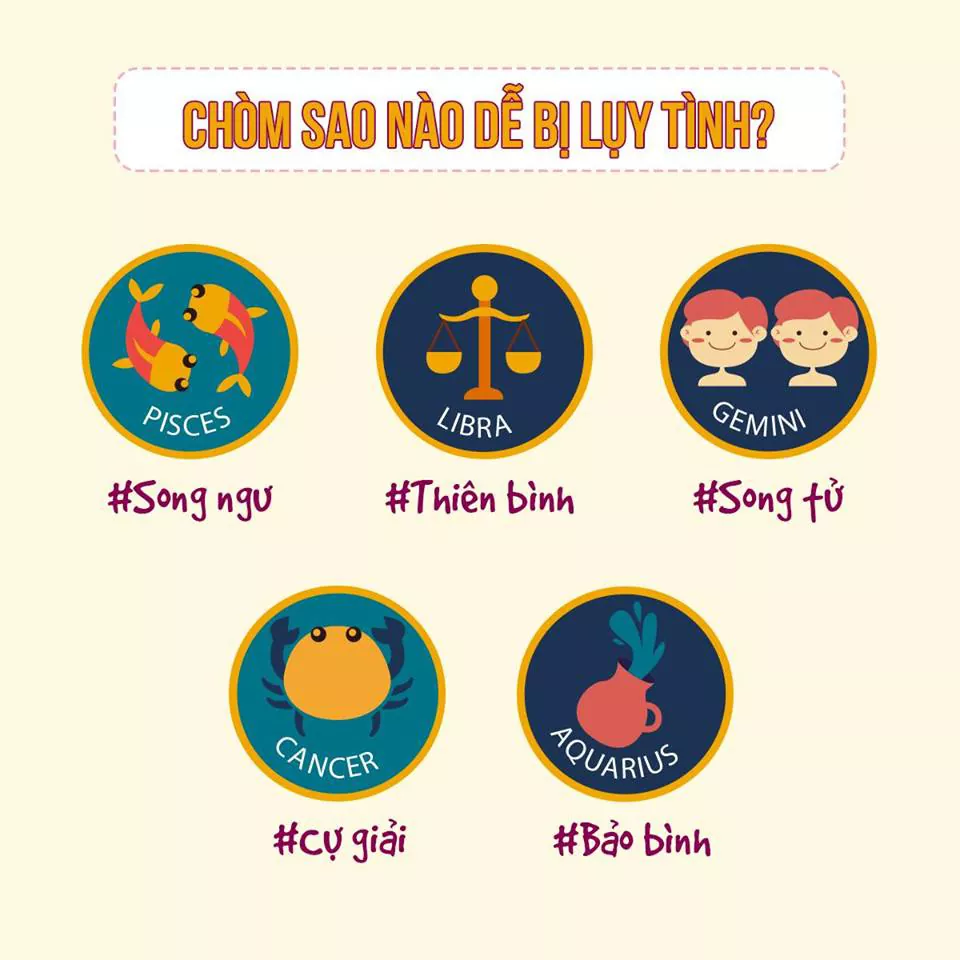 CHÒM SAO NÀO DỄ BỊ LỤY TÌNH?
PISCES
LIBRA
GEMINI
#Song ngư
#Thiên bình
#Song tử
CANCER
AQUARIUS
#Cự giải
#Bảo bình